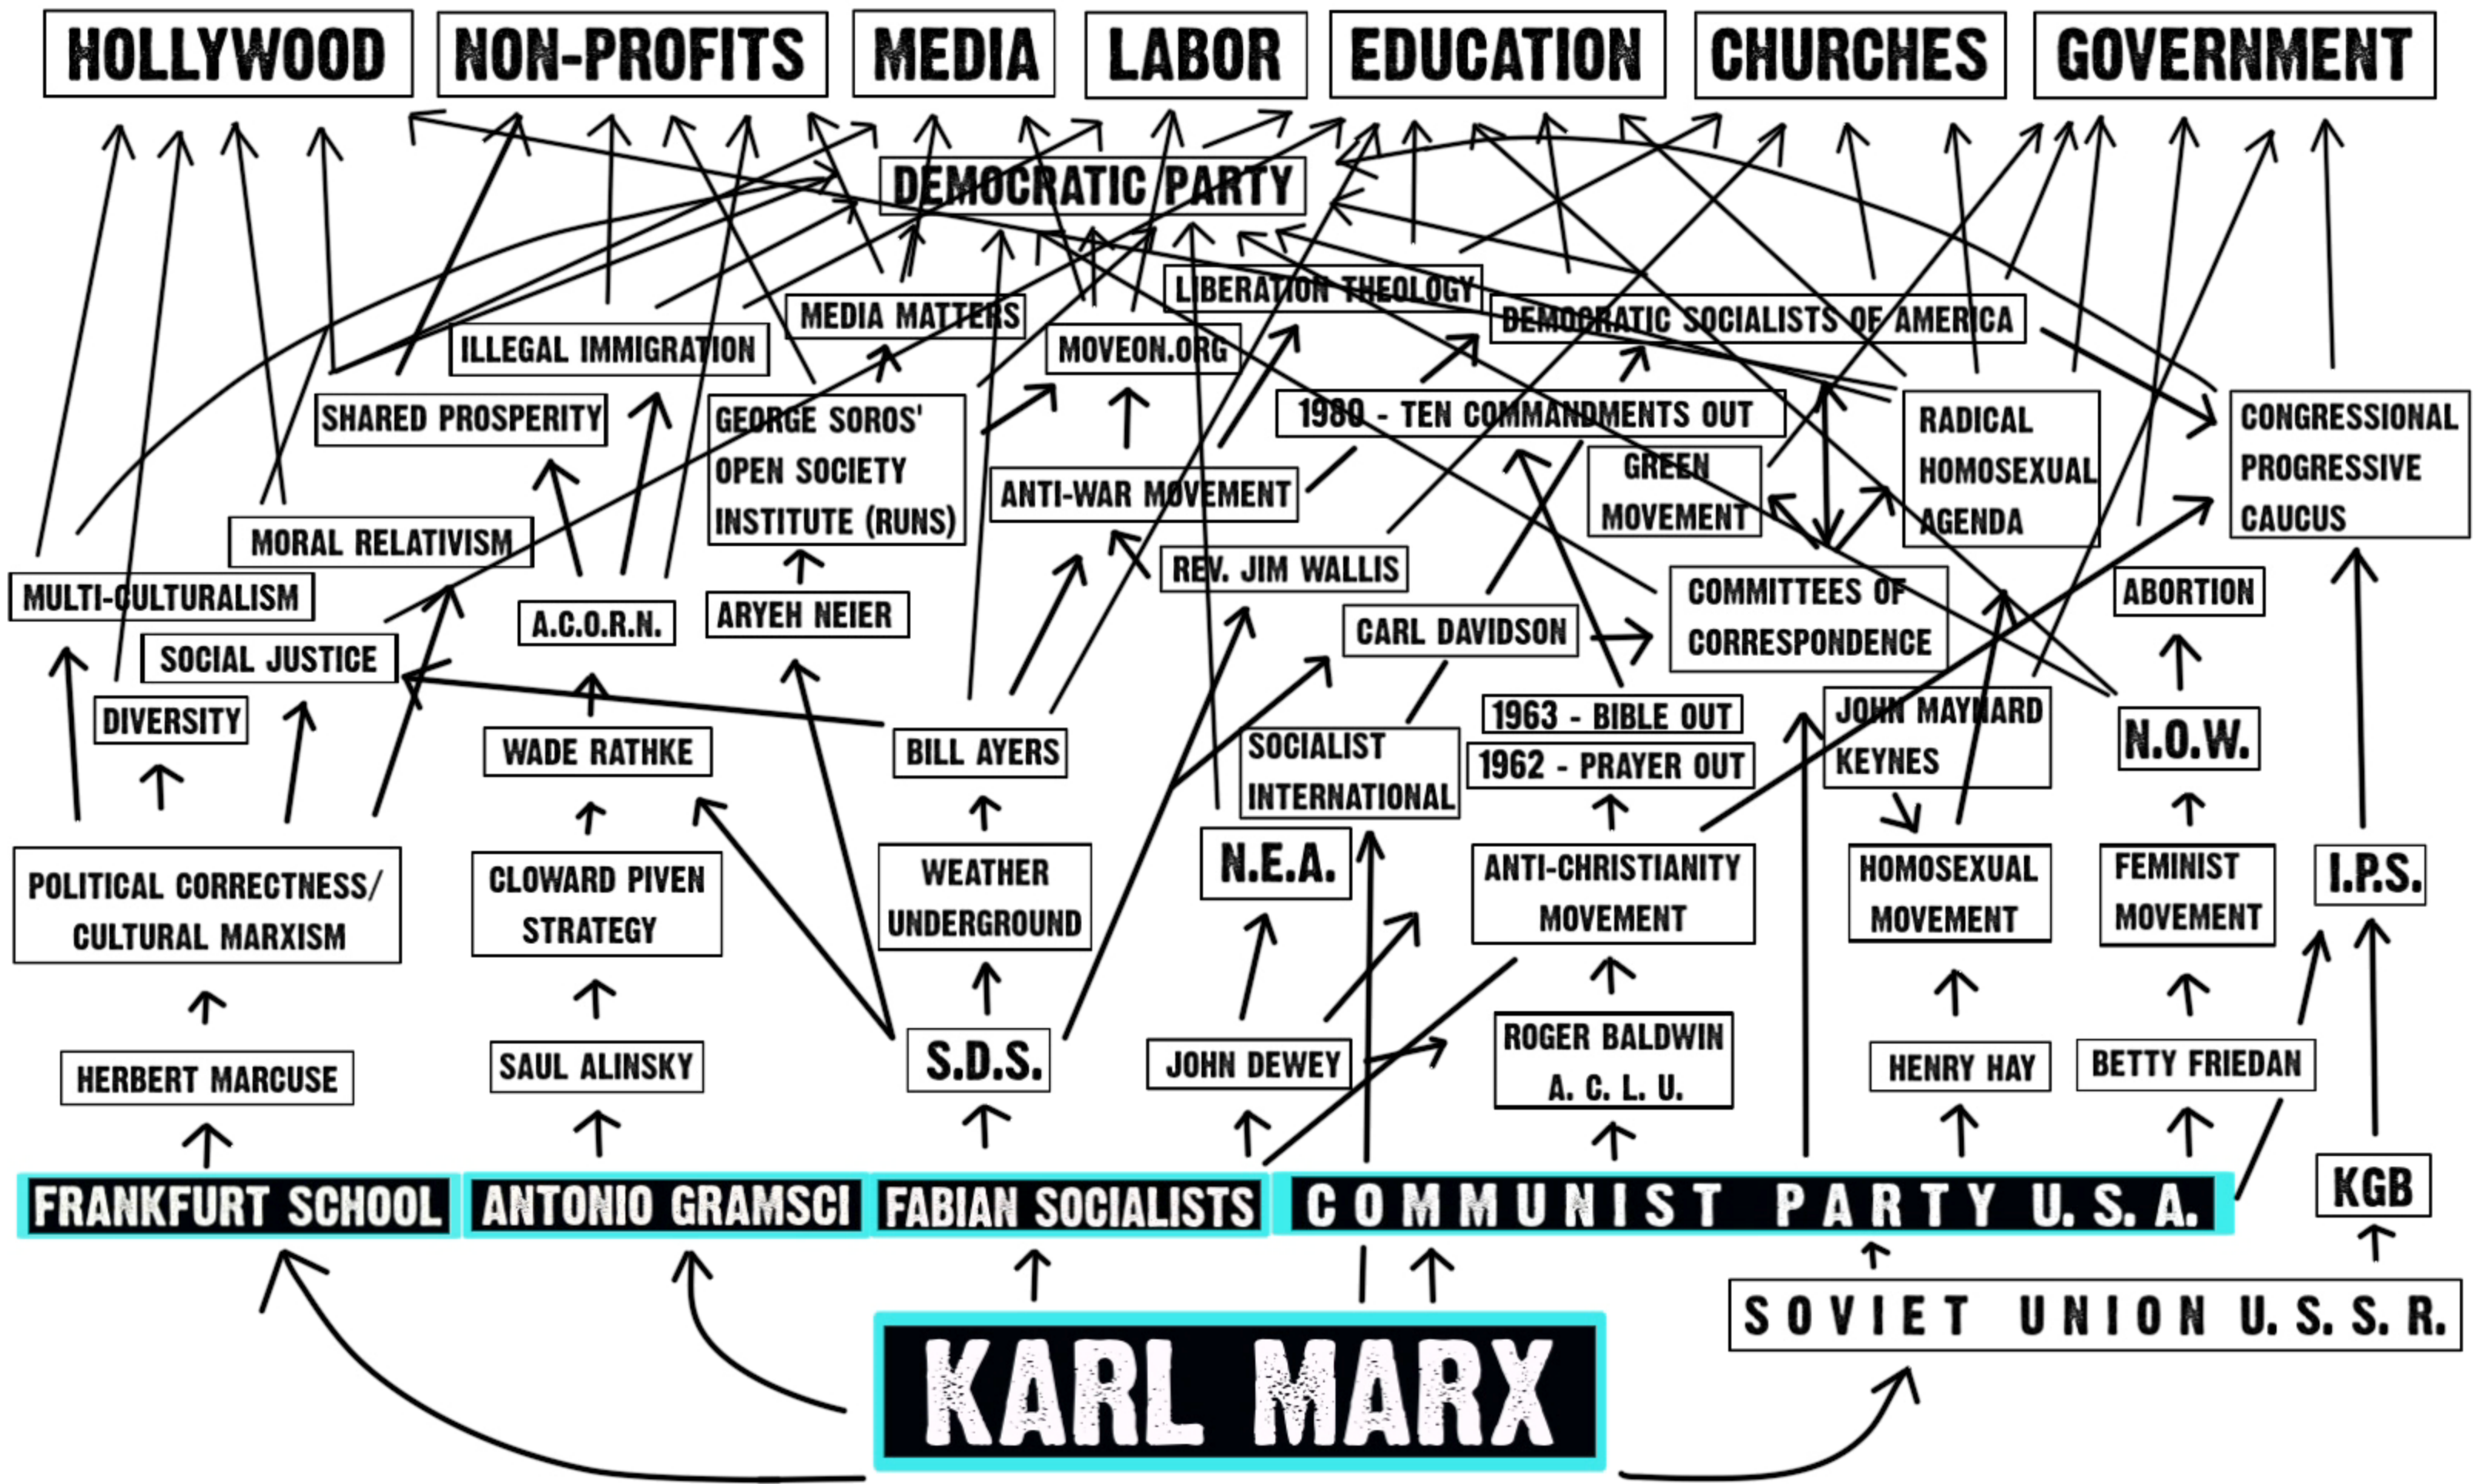 HOLLYWOOD
NON-PROFITS
MEDIA
LABOR
EDUCATION
CHURCHES
GOVERNMENT
DEMOCRATIC PARTY
LIBERATION THEOLOGY
MEDIA MATTERS
DEMOCRATIC SOCIALISTS OF AMERICA
ILLEGAL IMMIGRATION
MOVEON.ORG
SHARED PROSPERITY
GEORGE SOROS'
OPEN SOCIETY
INSTITUTE (RUNS)
1980 - TEN COMMANDMENTS OUT
RADICAL
HOMOSEXUAL
AGENDA
CONGRESSIONAL
PROGRESSIVE
CAUCUS
ANTI-WAR MOVEMENT
GREEN
MOVEMENT
MORAL RELATIVISM
MULTI-CULTURALISM
A.C.O.R.N.
ARYEH NEIER
REV. JIM WALLIS
CARL DAVIDSON
COMMITTEES OF
CORRESPONDENCE
ABORTION
SOCIAL JUSTICE
DIVERSITY
WADE RATHKE
BILL AYERS
SOCIALIST
INTERNATIONAL
1963 - BIBLE OUT
1962 - PRAYER OUT
JOHN MAYNARD
KEYNES
N.O.W.
POLITICAL CORRECTNESS/
CULTURAL MARXISM
CLOWARD PIVEN
STRATEGY
WEATHER
UNDERGROUND
N.E.A.
ANTI-CHRISTIANITY
MOVEMENT
HOMOSEXUAL
MOVEMENT
FEMINIST
MOVEMENT
I.P.S.
HERBERT MARCUSE
SAUL ALINSKY
S.D.S.
JOHN DEWEY
ROGER BALDWIN
A. C. L. U.
HENRY HAY
BETTY FRIEDAN
FRANKFURT SCHOOL
ANTONIO GRAMSCI
FABIAN SOCIALISTS
COMMUNIST PARTY U. S. A.
KGB
SOVIET UNION U. S. S. R.
KARL MARX